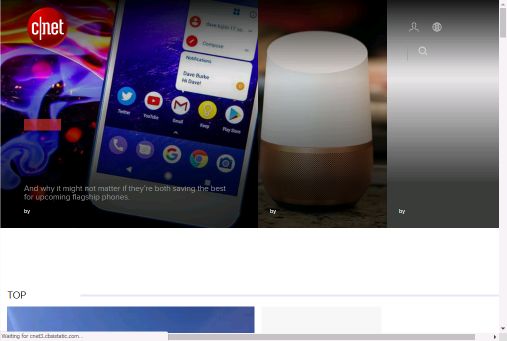 c|net
dave burke 17 se...
Compose
Notifications
Dave Burke
Hi Dave!
Twitter
YouTube
Gmail
Keep
Play Store
And why it might not matter if they're both saving the best
for upcoming flagship phones.
by
by
by
TOP
Waiting for cnet3.cbsistatic.com...